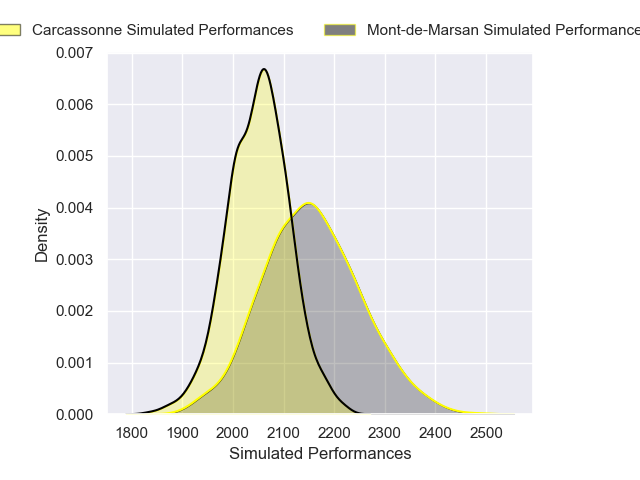 Carcassonne Simulated Performances
Mont-de-Marsan Simulated Performance
0.007
0.006
0.005
0.004
0.003
0.002
0.001
0.000
Density
1800 1900 2000 2100 2200 2300 2400 2500
Simulated Performances